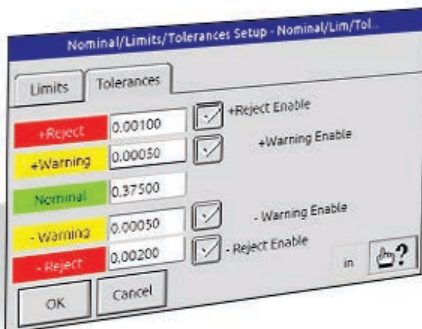 Nominal/Limits/Tolerances Setup - Nominal/Lim/Tol..
Limits Tolerances
+Reject 0.00100 +Reject Enable
+Warning 0.00050 +Warning Enable
Nominal 0.37500
- Warning 0.00050 - Warning Enable
- Reject 0.00200 - Reject Enable
OK Cancel in ?